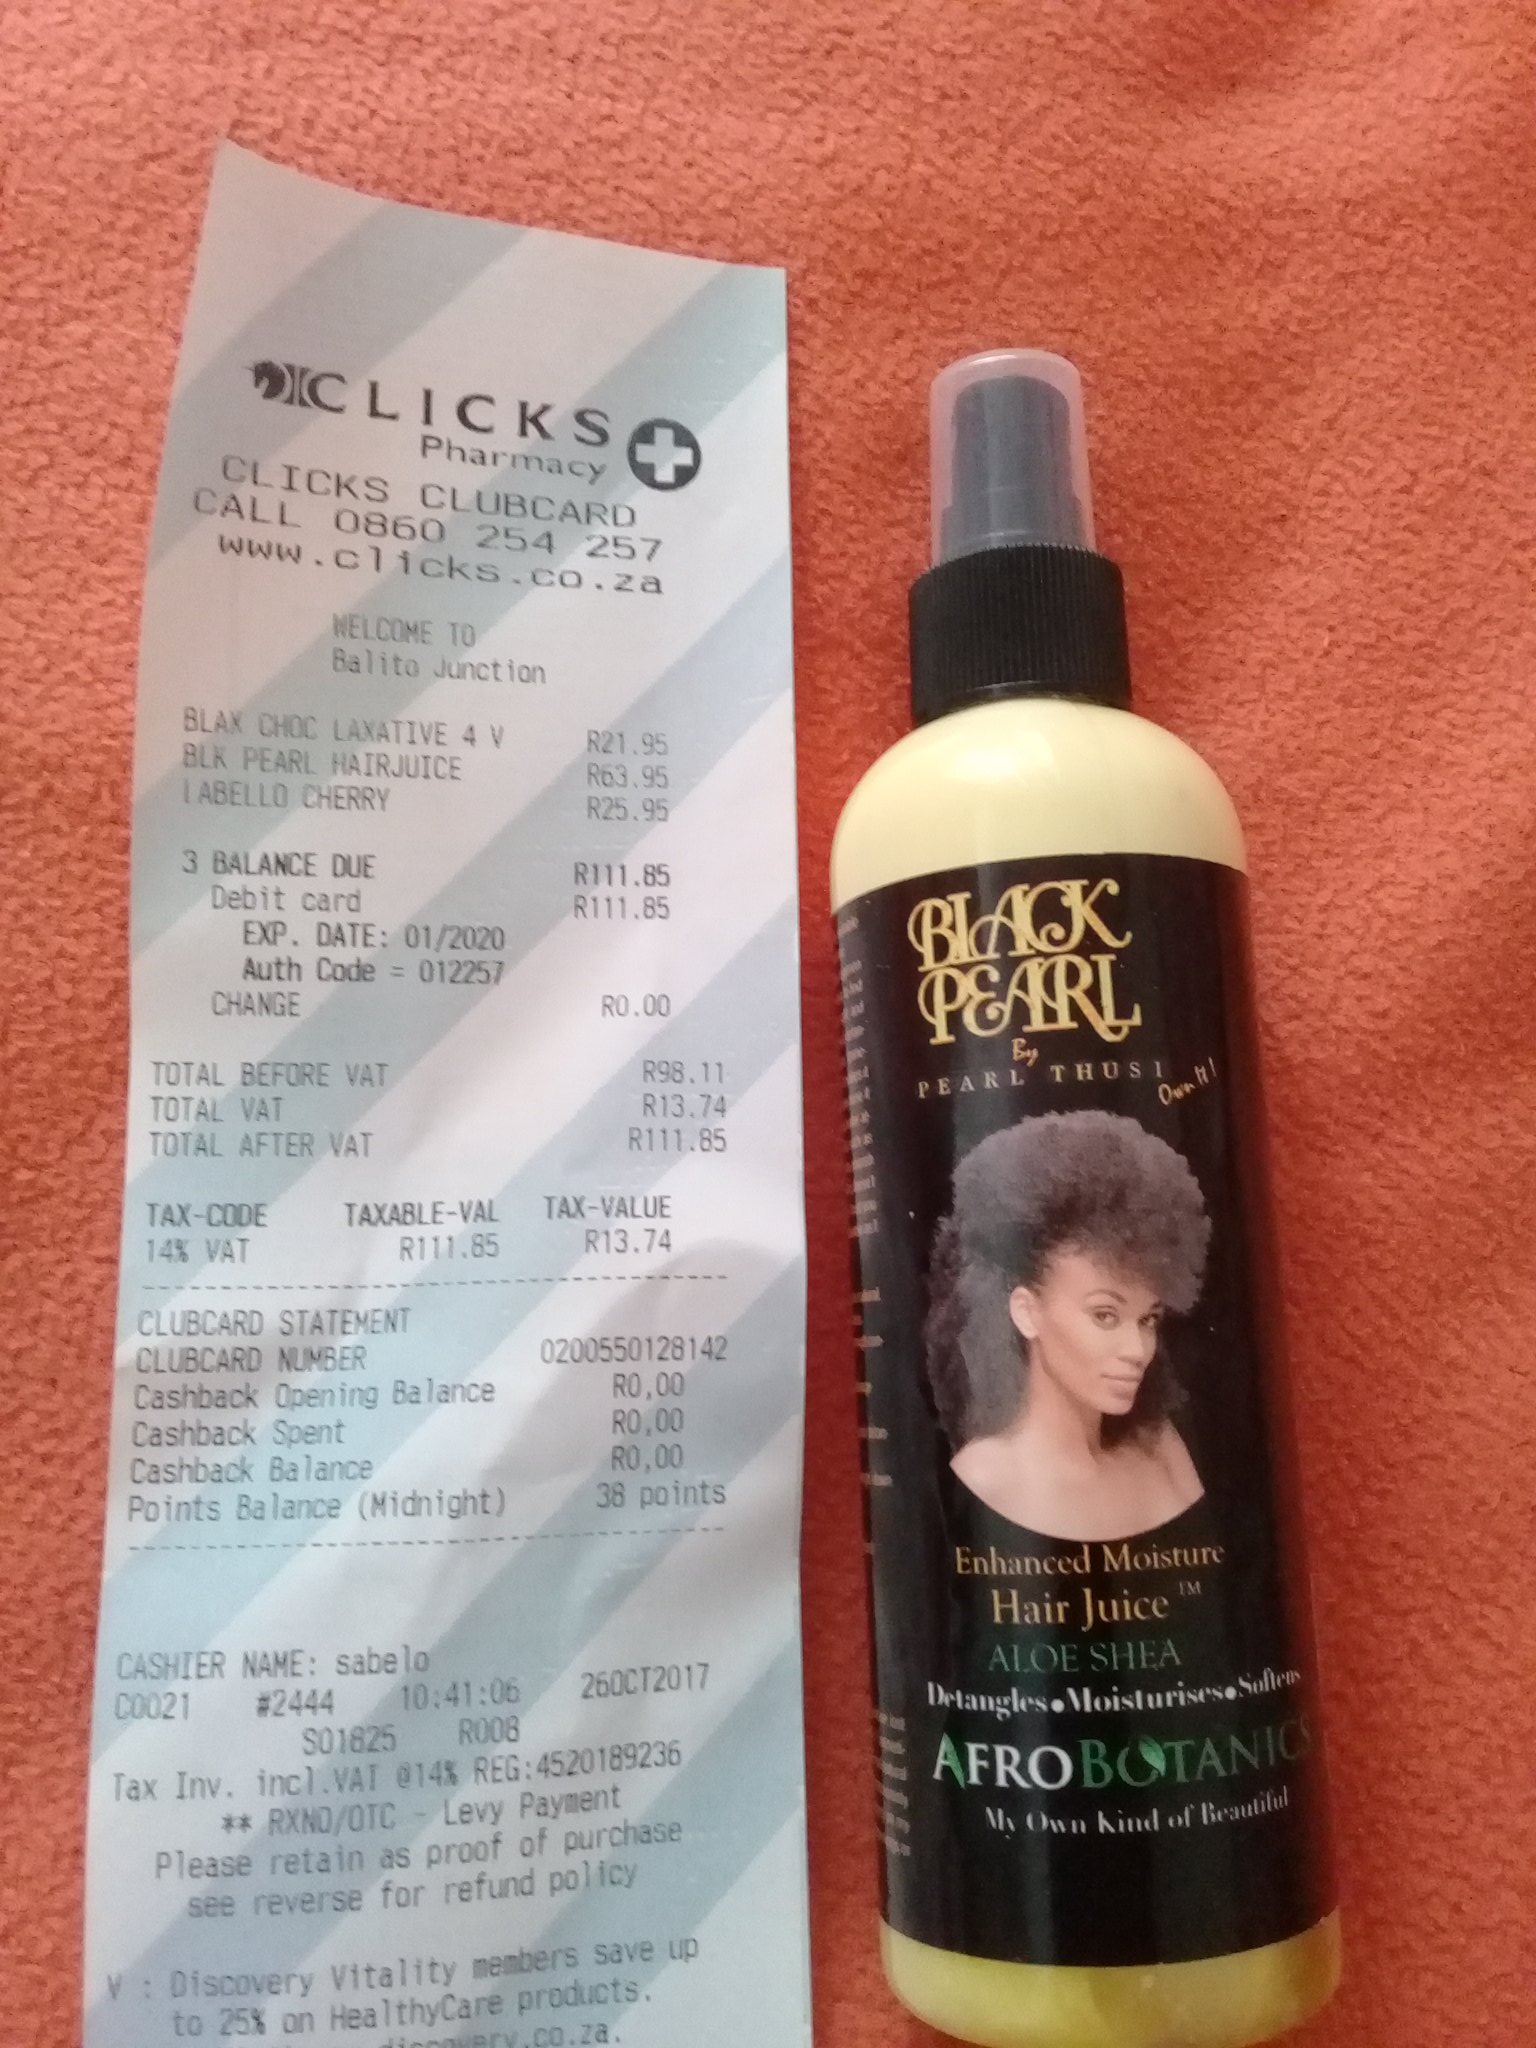 CLICKS
Pharmacy
CLICKS CLUBCARD
CALL 0860 254 257
www.clicks.co.za
WELCOME TO
Balito Junction
BLAX CHOC LAXATIVE 4 V R21.95
BLK PEARL HAIRJUICE R63.95
LABELLO CHERRY R25.95
3 BALANCE DUE R111.85
Debit card R111.85
EXP. DATE: 01/2020
Auth Code = 012257
CHANGE R0.00
TOTAL BEFORE VAT R98.11
TOTAL VAT R13.74
TOTAL AFTER VAT R111.85
TAX-CODE TAXABLE-VAL TAX-VALUE
14% VAT R111.85 R13.74
CLUBCARD STATEMENT
CLUBCARD NUMBER 0200550128142
Cashback Opening Balance R0,00
Cashback Spent R0,00
Cashback Balance R0,00
Points Balance (Midnight) 38 points
CASHIER NAME: sabelo
C0021 #2444 10:41:06 26OCT2017
S01825 R008
Tax Inv. incl.VAT @14% REG:4520189236
** RXNO/OTC - Levy Payment
Please retain as proof of purchase
see reverse for refund policy
V : Discovery Vitality members save up
to 25% on HealthyCare products.
discovery.co.za.
BLACK
PEARL
By
PEARL THUSI
Own It!
Enhanced Moisture
Hair Juice™
ALOE SHEA
Detangles•Moisturises•Softens
AFROBOTANICS
My Own Kind of Beautiful